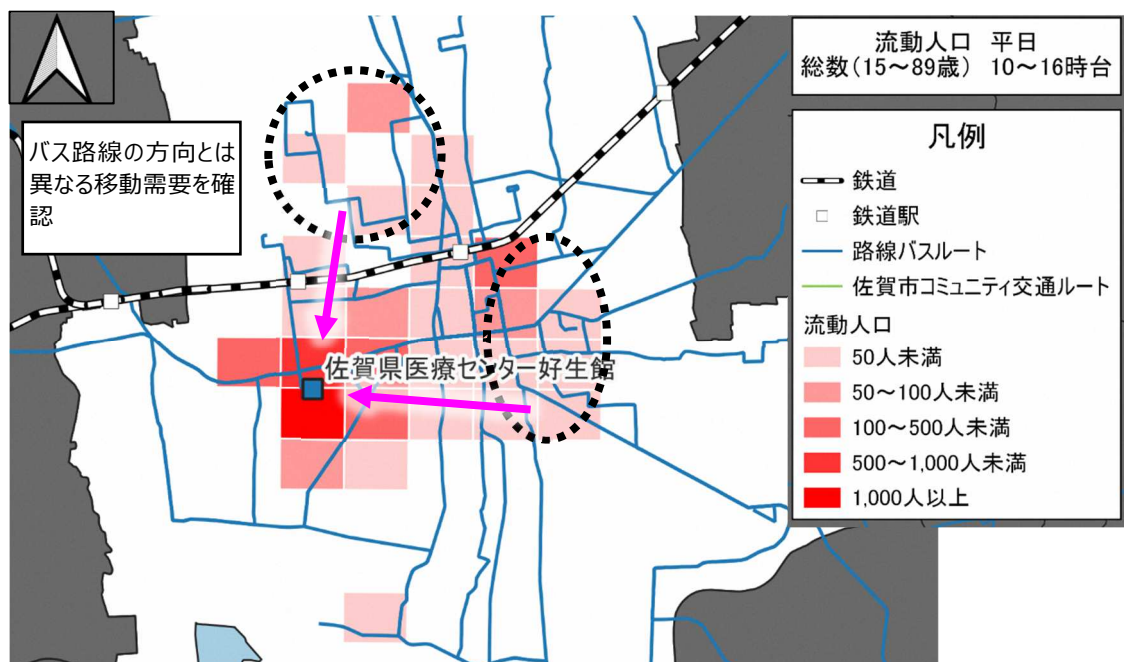 バス路線の方向とは
異なる移動需要を確
認
流動人口 平日
総数(15～89歳) 10～16時台
凡例
鉄道
鉄道駅
路線バスルート
佐賀市コミュニティ交通ルート
流動人口
50人未満
50～100人未満
100～500人未満
500～1,000人未満
1,000人以上
佐賀県医療センター好生館